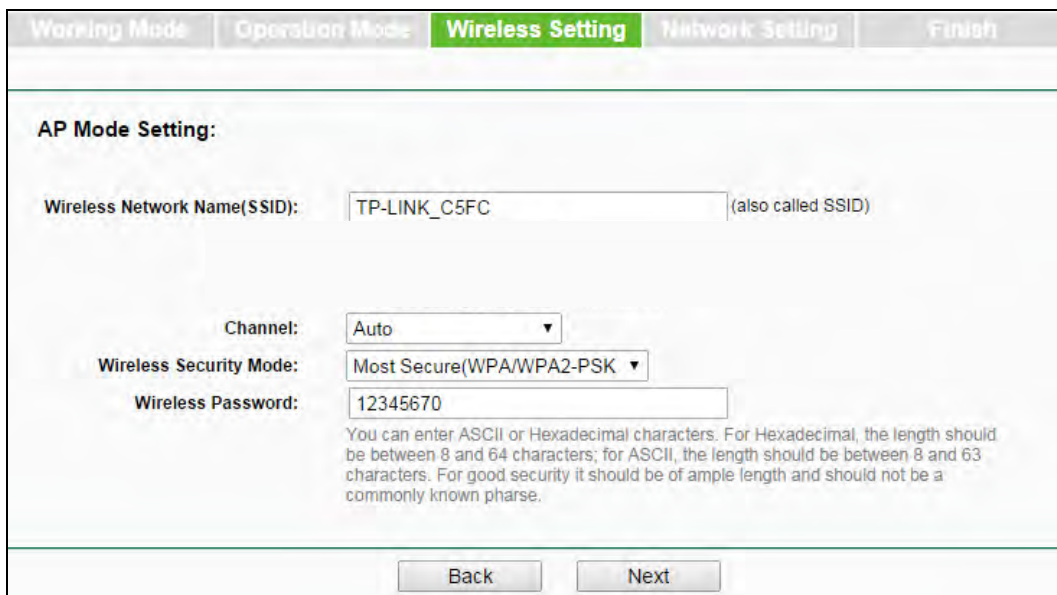 Working Mode Operation Mode Wireless Setting Network Setting Finish
AP Mode Setting:
Wireless Network Name(SSID): TP-LINK_C5FC (also called SSID)
Channel: Auto
Wireless Security Mode: Most Secure(WPA/WPA2-PSK
Wireless Password: 12345670
You can enter ASCII or Hexadecimal characters. For Hexadecimal, the length should
be between 8 and 64 characters; for ASCII, the length should be between 8 and 63
characters. For good security it should be of ample length and should not be a
commonly known pharse.
Back Next